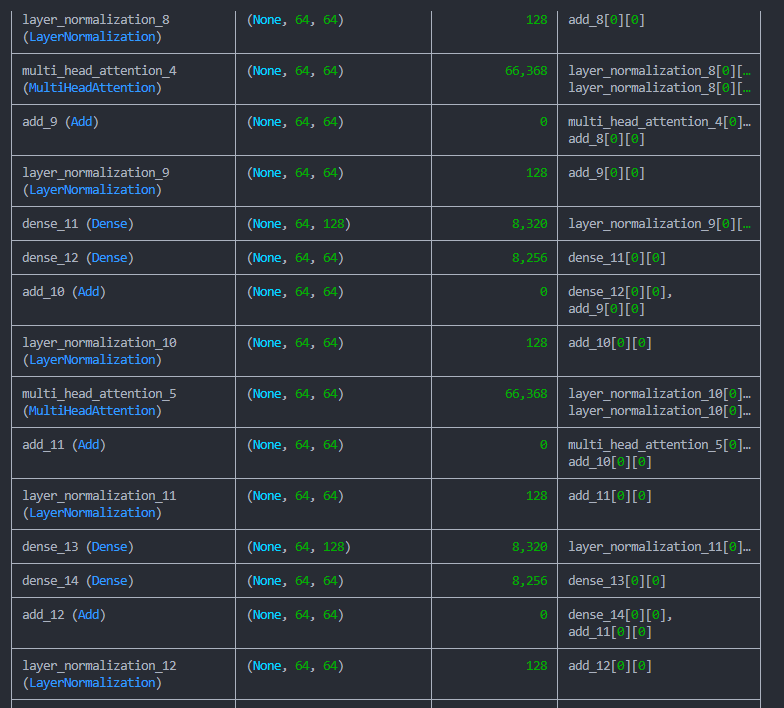 layer_normalization_8 (None, 64, 64) 128 add_8[0][0]
(LayerNormalization)
multi_head_attention_4 (None, 64, 64) 66,368 layer_normalization_8[0][…
(MultiHeadAttention) layer_normalization_8[0][…
add_9 (Add) (None, 64, 64) 0 multi_head_attention_4[0]…
add_8[0][0]
layer_normalization_9 (None, 64, 64) 128 add_9[0][0]
(LayerNormalization)
dense_11 (Dense) (None, 64, 128) 8,320 layer_normalization_9[0][…
dense_12 (Dense) (None, 64, 64) 8,256 dense_11[0][0]
add_10 (Add) (None, 64, 64) 0 dense_12[0][0],
add_9[0][0]
layer_normalization_10 (None, 64, 64) 128 add_10[0][0]
(LayerNormalization)
multi_head_attention_5 (None, 64, 64) 66,368 layer_normalization_10[0]…
(MultiHeadAttention) layer_normalization_10[0]…
add_11 (Add) (None, 64, 64) 0 multi_head_attention_5[0]…
add_10[0][0]
layer_normalization_11 (None, 64, 64) 128 add_11[0][0]
(LayerNormalization)
dense_13 (Dense) (None, 64, 128) 8,320 layer_normalization_11[0]…
dense_14 (Dense) (None, 64, 64) 8,256 dense_13[0][0]
add_12 (Add) (None, 64, 64) 0 dense_14[0][0],
add_11[0][0]
layer_normalization_12 (None, 64, 64) 128 add_12[0][0]
(LayerNormalization)